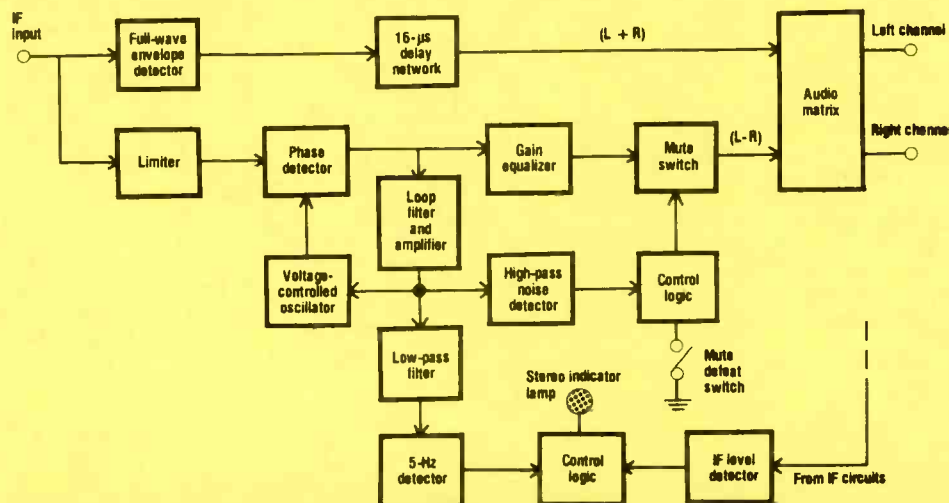 IF
input
Full-wave
envelope
detector
16-µs
delay
network
(L + R)
Audio
matrix
Left channel
Right channel
Limiter
Phase
detector
Gain
equalizer
Mute
switch
(L-R)
Loop
filter
and
amplifier
Voltage-
controlled
oscillator
High-pass
noise
detector
Control
logic
Low-pass
filter
Mute
defeat
switch
Stereo indicator
lamp
5-Hz
detector
Control
logic
IF level
detector
From IF circuits